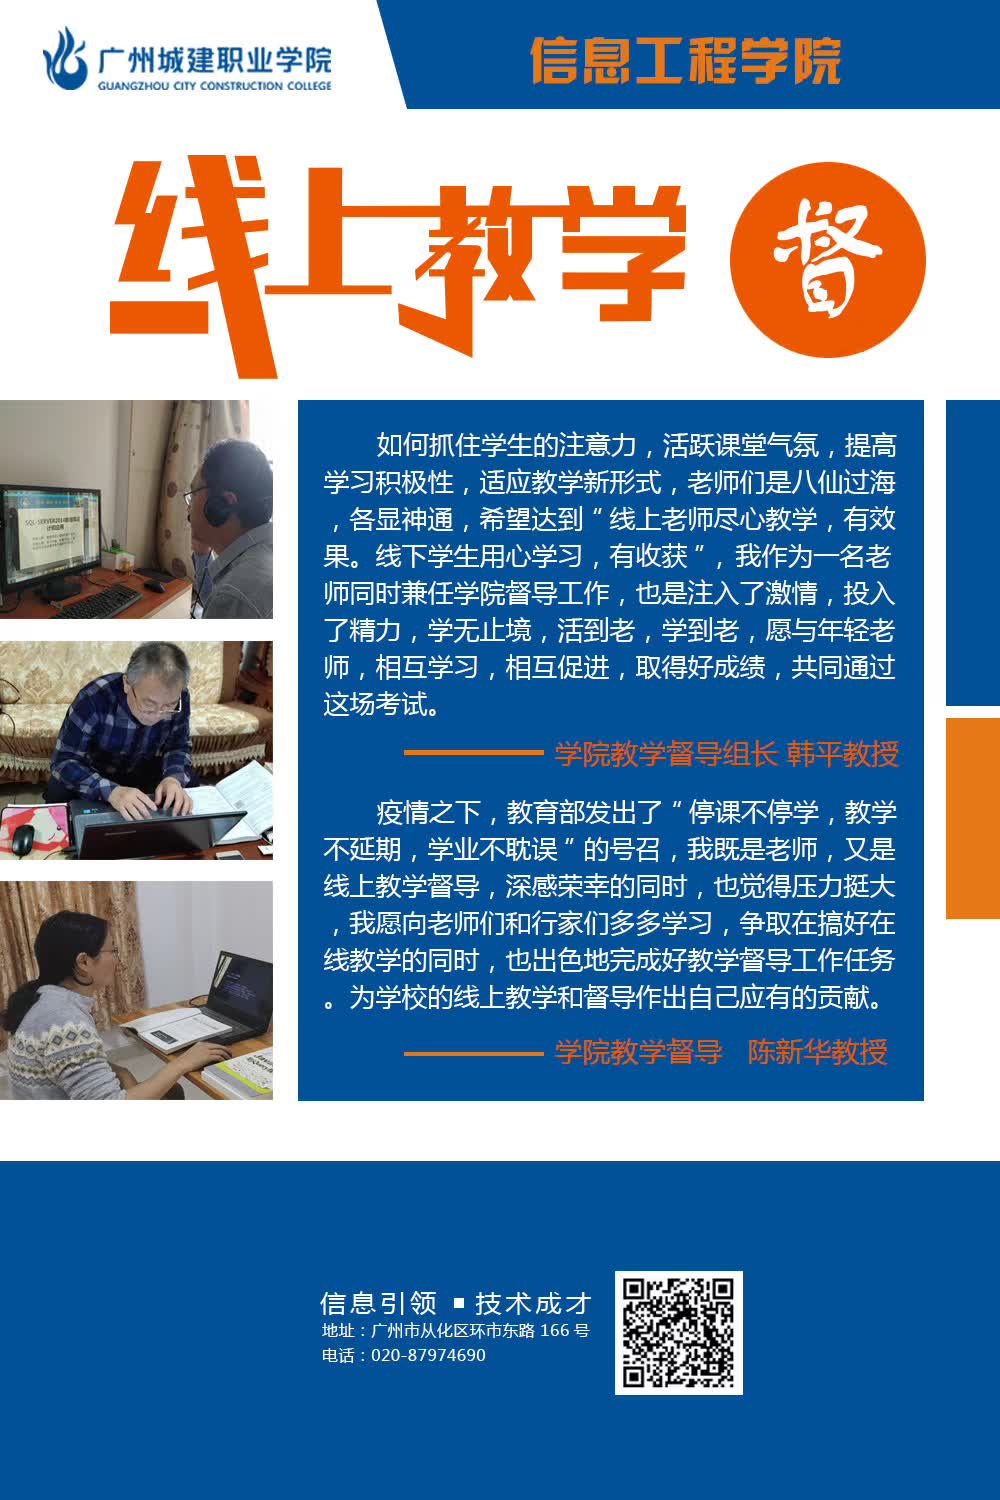 广州城建职业学院
GUANGZHOU CITY CONSTRUCTION COLLEGE
信息工程学院
线上教学
督
如何抓住学生的注意力，活跃课堂气氛，提高
学习积极性，适应教学新形式，老师们是八仙过海
，各显神通，希望达到“线上老师尽心教学，有效
果。线下学生用心学习，有收获”，我作为一名老
师同时兼任学院督导工作，也是注入了激情，投入
了精力，学无止境，活到老，学到老，愿与年轻老
师，相互学习，相互促进，取得好成绩，共同通过
这场考试。
学院教学督导组长 韩平教授
疫情之下，教育部发出了“停课不停学，教学
不延期，学业不耽误”的号召，我既是老师，又是
线上教学督导，深感荣幸的同时，也觉得压力挺大
，我愿向老师们和行家们多多学习，争取在搞好在
线教学的同时，也出色地完成好教学督导工作任务
。为学校的线上教学和督导作出自己应有的贡献。
学院教学督导 陈新华教授
信息引领 ▪ 技术成才
地址：广州市从化区环市东路 166 号
电话：020-87974690